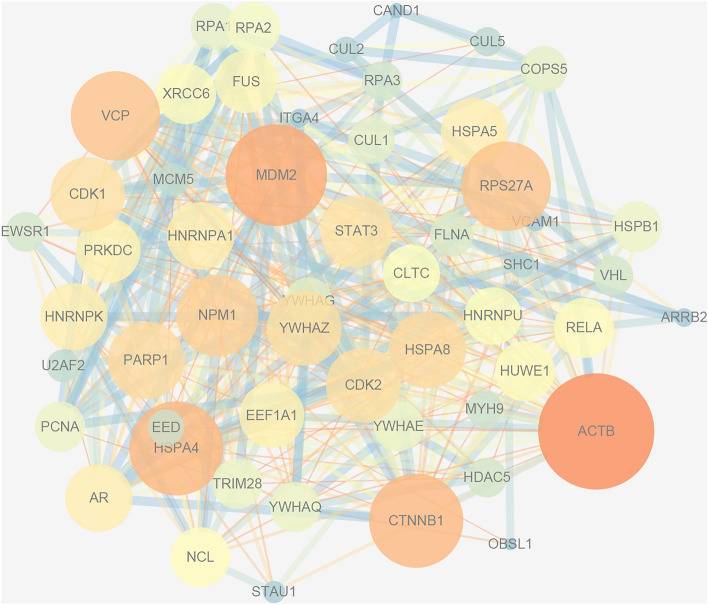 CAND1
RPA1
RPA2
CUL2
CUL5
COPS5
FUS
RPA3
XRCC6
VCP
ITGA4
HSPA5
CUL1
MDM2
MCM5
RPS27A
CDK1
VCAM1
HSPB1
EWSR1
STAT3
FLNA
HNRNPA1
PRKDC
SHC1
CLTC
VHL
YWHAG
HNRNPK
NPM1
YWHAZ
HNRNPU
ARRB2
RELA
HSPA8
PARP1
U2AF2
HUWE1
CDK2
MYH9
EEF1A1
PCNA
EED
YWHAE
ACTB
HSPA4
HDAC5
TRIM28
AR
YWHAQ
CTNNB1
OBSL1
NCL
STAU1